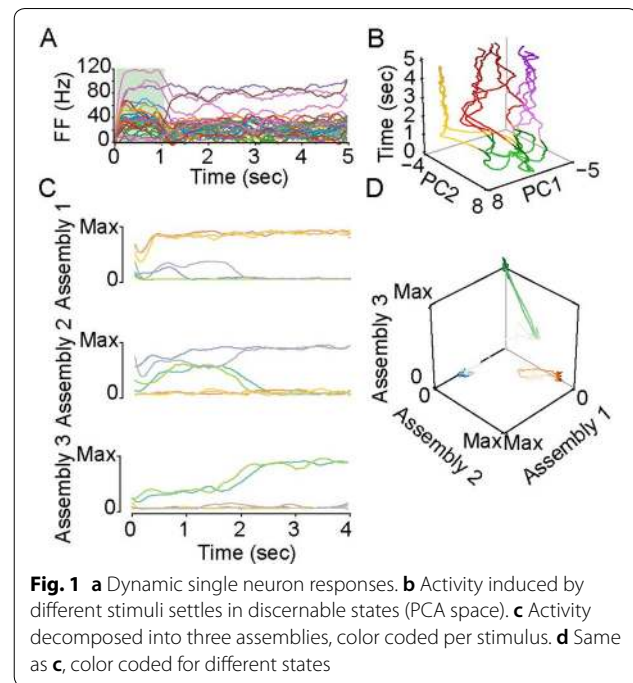 A
FF (Hz)
120
80
40
0
0 1 2 3 4 5
Time (sec)
B
Time (sec)
5
4
3
2
1
0
-4
PC2
8
8
PC1
-5
C
Assembly 1
Max
0
Assembly 2
Max
0
Assembly 3
Max
0
0 1 2 3 4
Time (sec)
D
Assembly 3
Max
0
0
Assembly 2
Max
Max
Assembly 1
0
Fig. 1 a Dynamic single neuron responses. b Activity induced by
different stimuli settles in discernable states (PCA space). c Activity
decomposed into three assemblies, color coded per stimulus. d Same
as c, color coded for different states